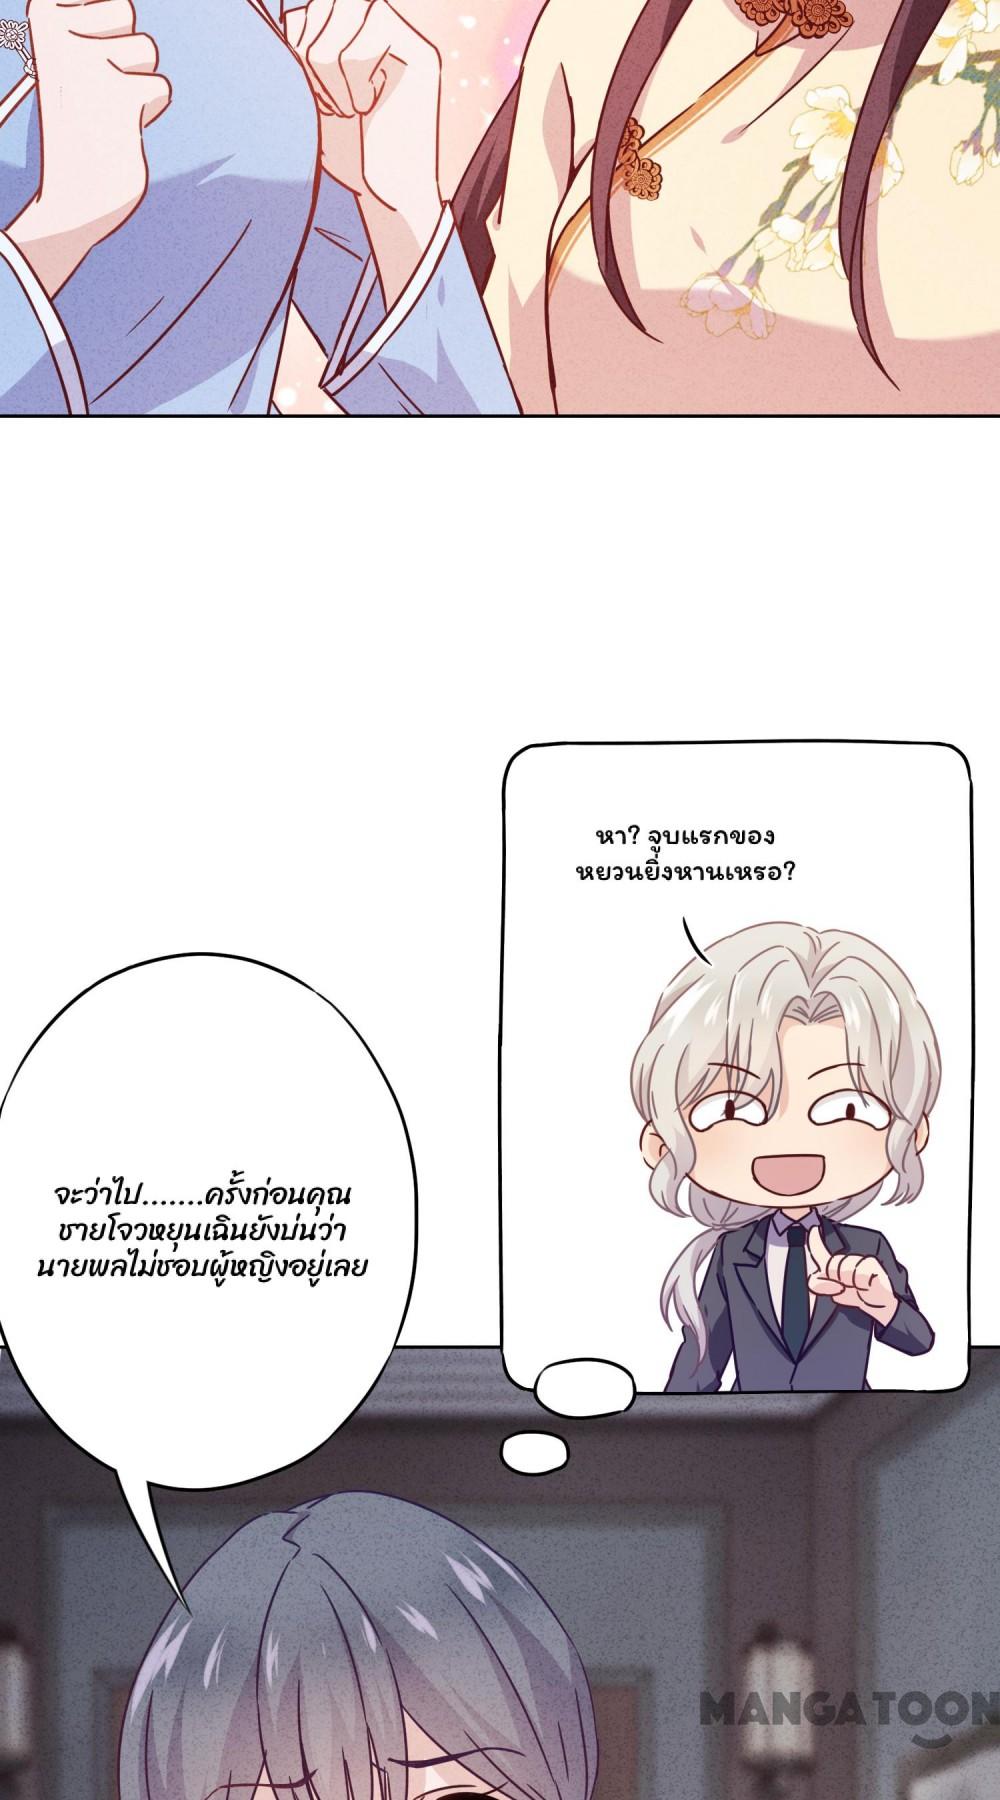 หา? จูบแรกของ
หยวนยิ่งหานเหรอ?
จะว่าไป.......ครั้งก่อนคุณ
ชายโจวหยุนเฉินยังบ่นว่า
นายพลไม่ชอบผู้หญิงอยู่เลย
MANGATOON